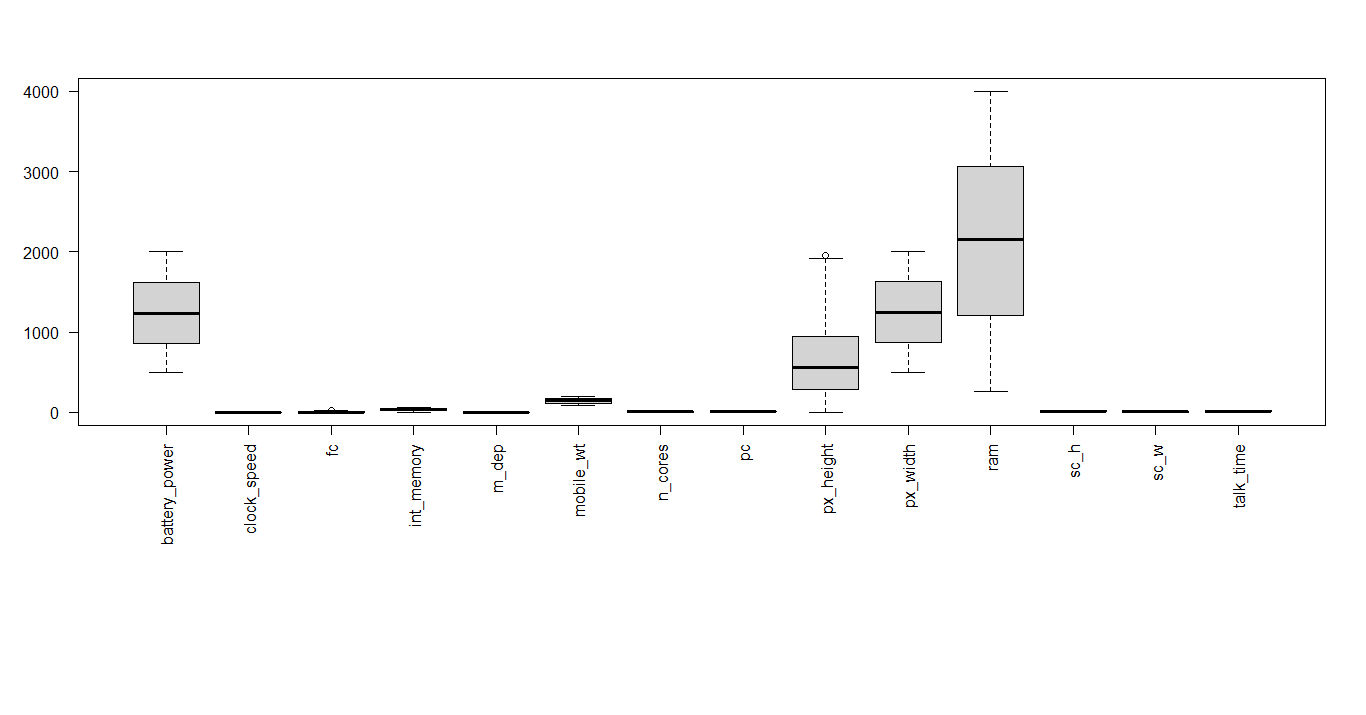 4000
3000
2000
1000
0
battery_power
clock_speed
fc
int_memory
m_dep
mobile_wt
n_cores
pc
px_height
px_width
ram
sc_h
sc_w
talk_time